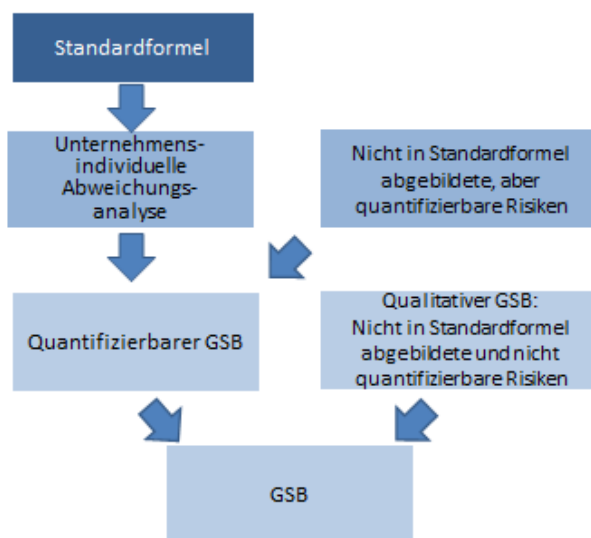 Standardformel
Unternehmens-
individuelle
Abweichungs-
analyse
Nicht in Standardformel
abgebildete, aber
quantifizierbare Risiken
Quantifizierbarer GSB
Qualitativer GSB:
Nicht in Standardformel
abgebildete und nicht
quantifizierbare Risiken
GSB